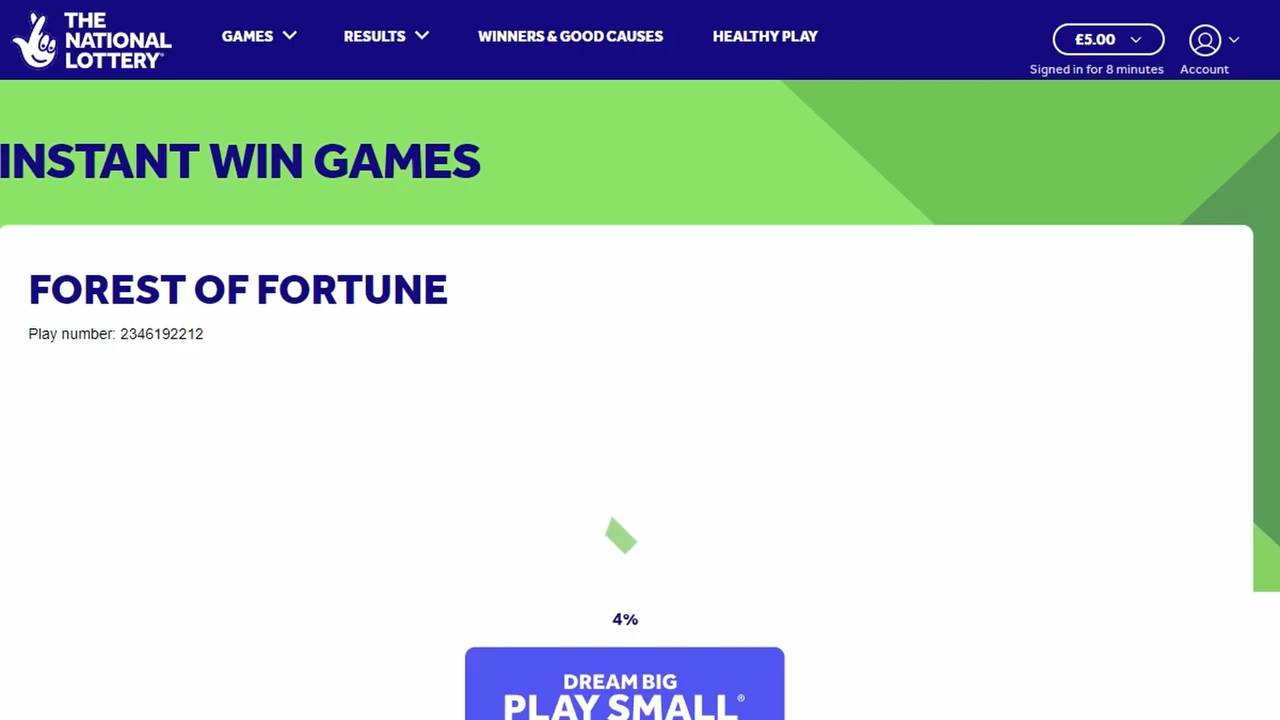 THE
NATIONAL
LOTTERY®
GAMES
RESULTS
WINNERS & GOOD CAUSES
HEALTHY PLAY
£5.00
Signed in for 8 minutes
Account
INSTANT WIN GAMES
FOREST OF FORTUNE
Play number: 2346192212
4%
DREAM BIG
PLAY SMALL®